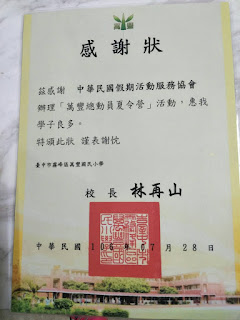 感謝狀
茲感謝 中華民國假期活動服務協會
辦理「萬豐總動員夏令營」活動，惠我
學子良多。
特頒此狀 謹表謝忱
臺中市霧峰區萬豐國民小學
校長 林再山
中華民國 106 年 07 月 28 日